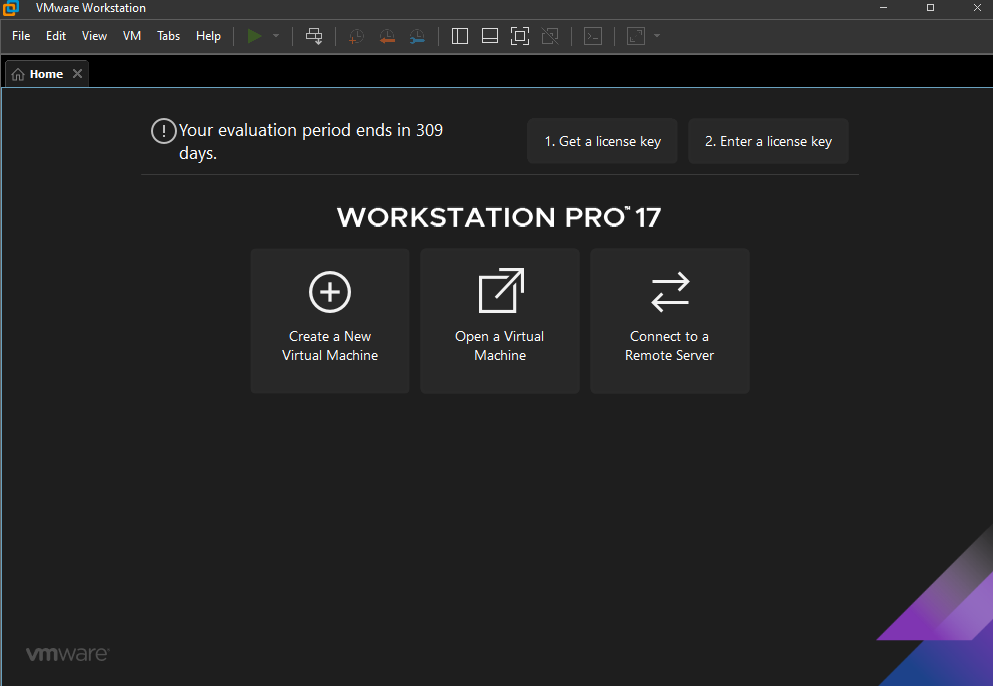 VMware Workstation
File Edit View VM Tabs Help
Home
Your evaluation period ends in 309
days.
1. Get a license key
2. Enter a license key
WORKSTATION PRO™ 17
Create a New
Virtual Machine
Open a Virtual
Machine
Connect to a
Remote Server
vmware